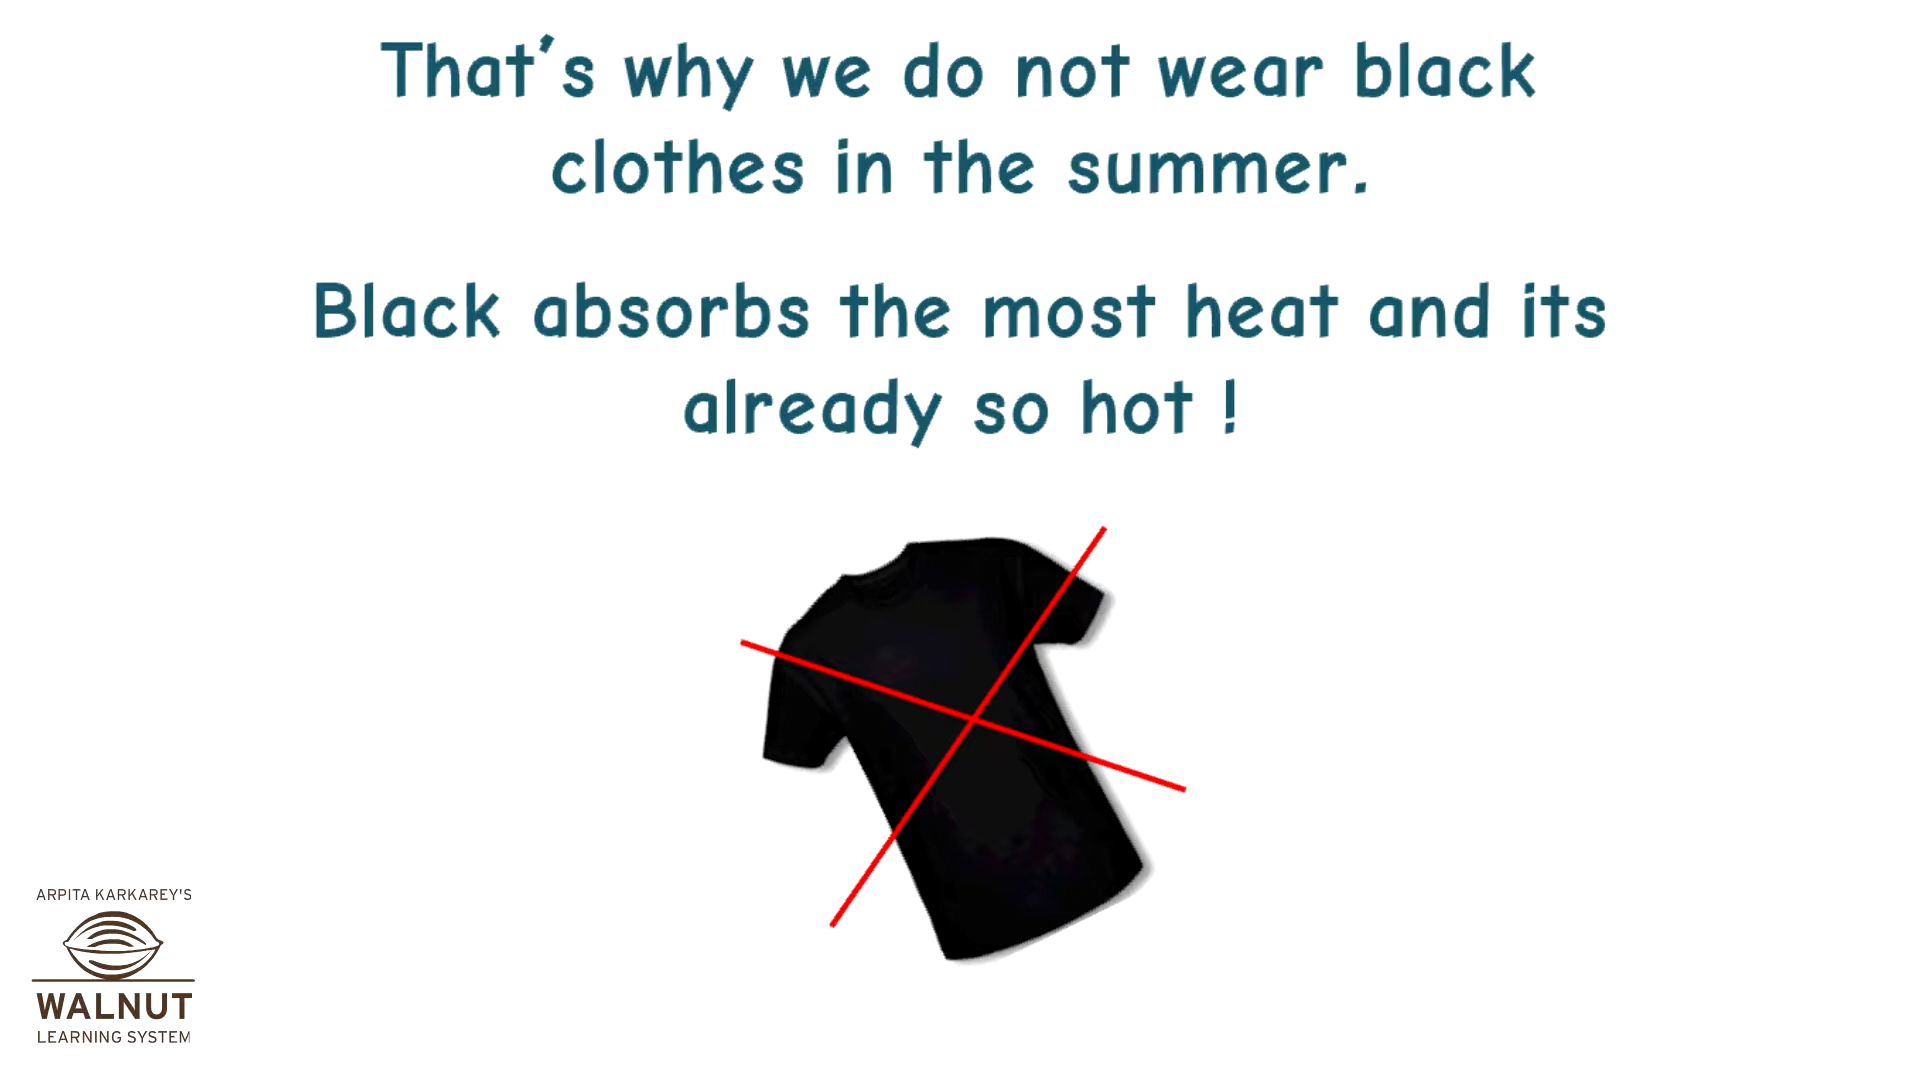 That's why we do not wear black
clothes in the summer.
Black absorbs the most heat and its
already so hot !
ARPITA KARKAREY'S
WALNUT
LEARNING SYSTEM